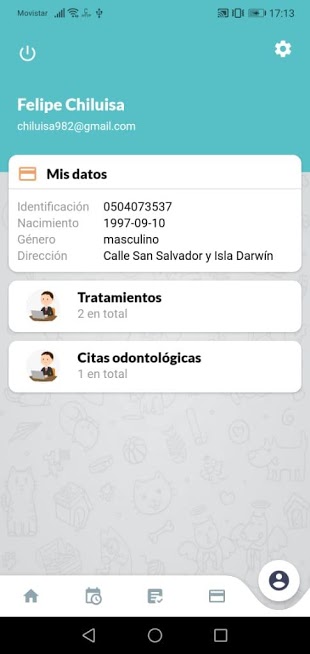 Movistar 17:13
Felipe Chiluisa
chiluisa982@gmail.com
Mis datos
Identificación 0504073537
Nacimiento 1997-09-10
Género masculino
Dirección Calle San Salvador y Isla Darwín
Tratamientos
2 en total
Citas odontológicas
1 en total